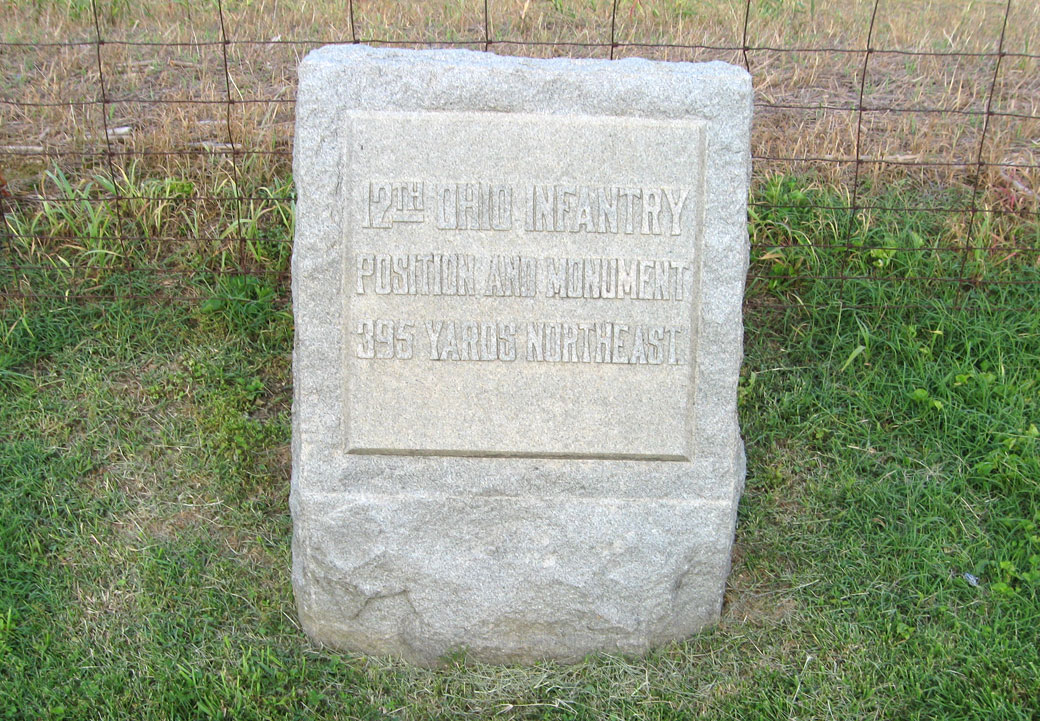 12TH OHIO INFANTRY
POSITION AND MONUMENT
395 YARDS NORTHEAST